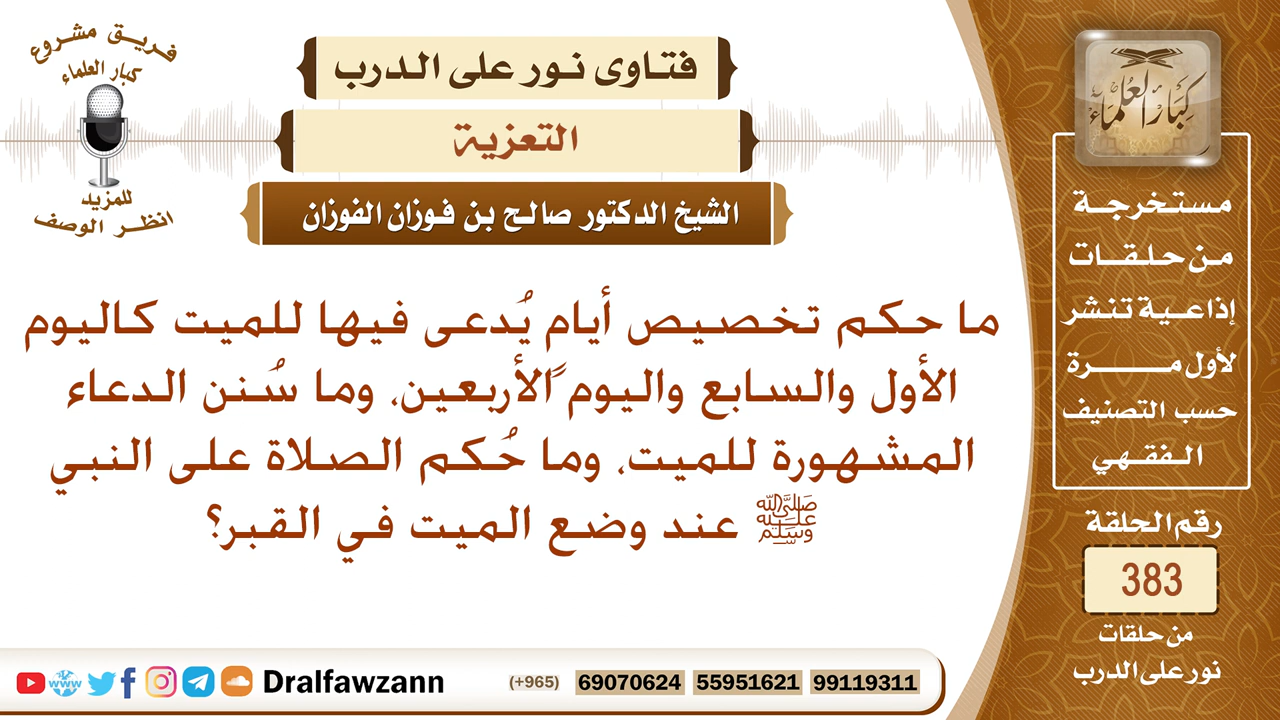 فريق مشروع
كبار العلماء
للمزيد
انظر الوصف
فتاوى نور على الدرب
التعزية
الشيخ الدكتور صالح بن فوزان الفوزان
ما حكم تخصيص أيام يُدعى فيها للميت كاليوم
الأول والسابع واليوم الأربعين، وما سُنن الدعاء
المشهورة للميت، وما حُكم الصلاة على النبي
ﷺ عند وضع الميت في القبر؟
كبار العلماء
مستخرجة
من حلقات
إذاعية تنشر
لأول مرة
حسب التصنيف
الفقهي
رقم الحلقة
383
من حلقات
نور على الدرب
www Dralfawzann (+965) 69070624 55951621 99119311